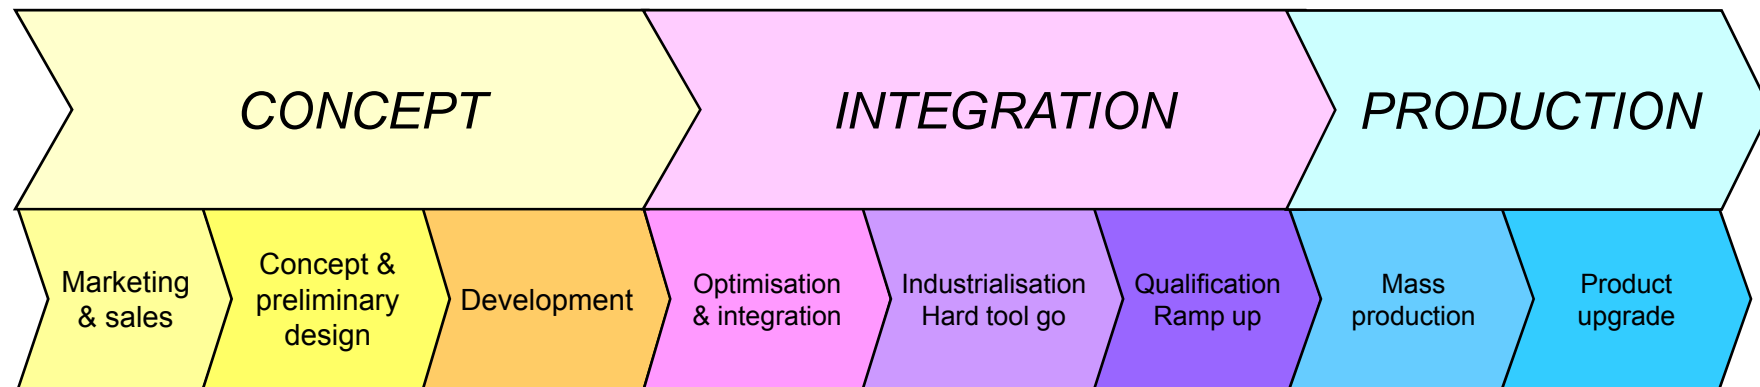 CONCEPT
INTEGRATION
PRODUCTION
Marketing
& sales
Concept &
preliminary
design
Development
Optimisation
& integration
Industrialisation
Hard tool go
Qualification
Ramp up
Mass
production
Product
upgrade